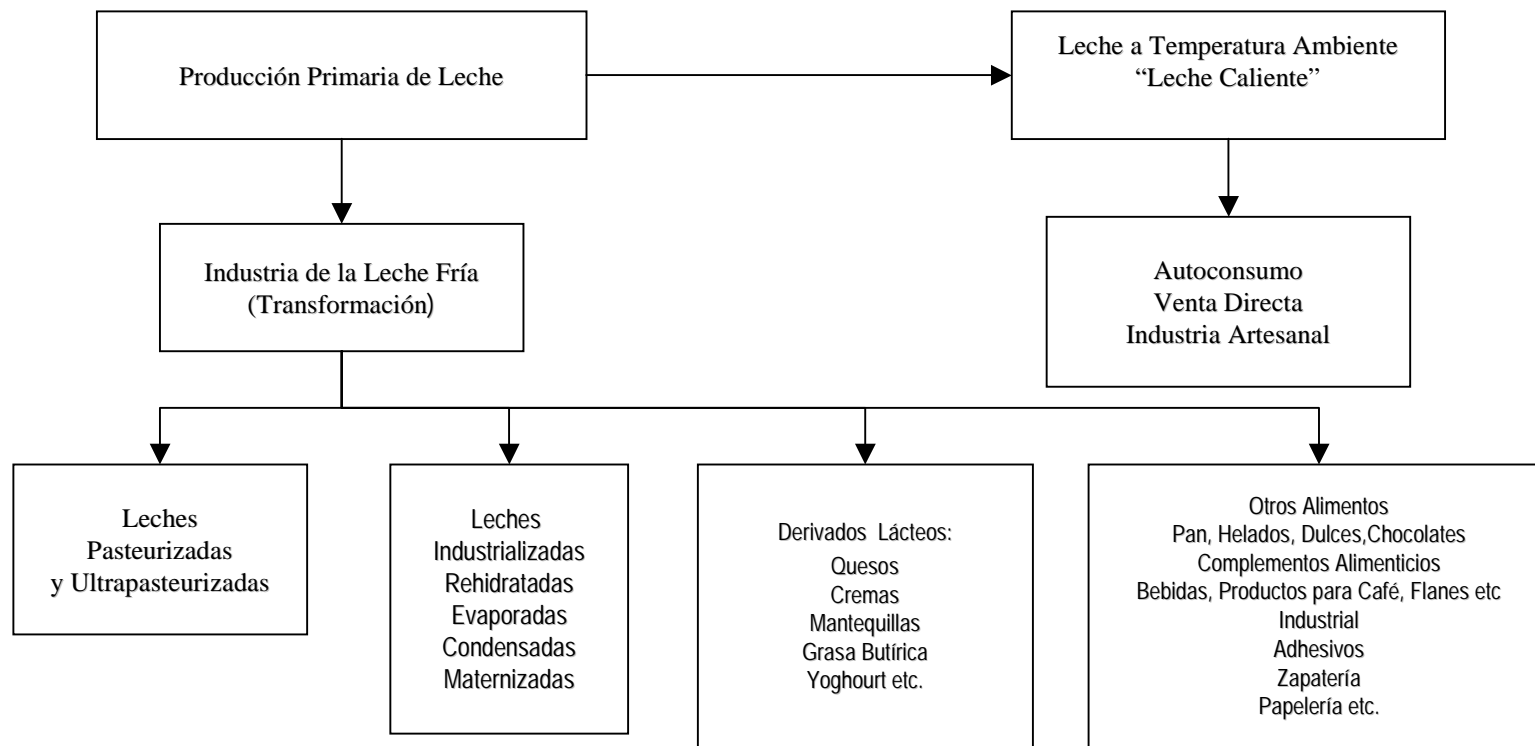 Producción Primaria de Leche
Leche a Temperatura Ambiente
“Leche Caliente”
Industria de la Leche Fría
(Transformación)
Autoconsumo
Venta Directa
Industria Artesanal
Leches
Pasteurizadas
y Ultrapasteurizadas
Leches
Industrializadas
Rehidratadas
Evaporadas
Condensadas
Maternizadas
Derivados Lácteos:
Quesos
Cremas
Mantequillas
Grasa Butírica
Yoghourt etc.
Otros Alimentos
Pan, Helados, Dulces,Chocolates
Complementos Alimenticios
Bebidas, Productos para Café, Flanes etc
Industrial
Adhesivos
Zapatería
Papelería etc.